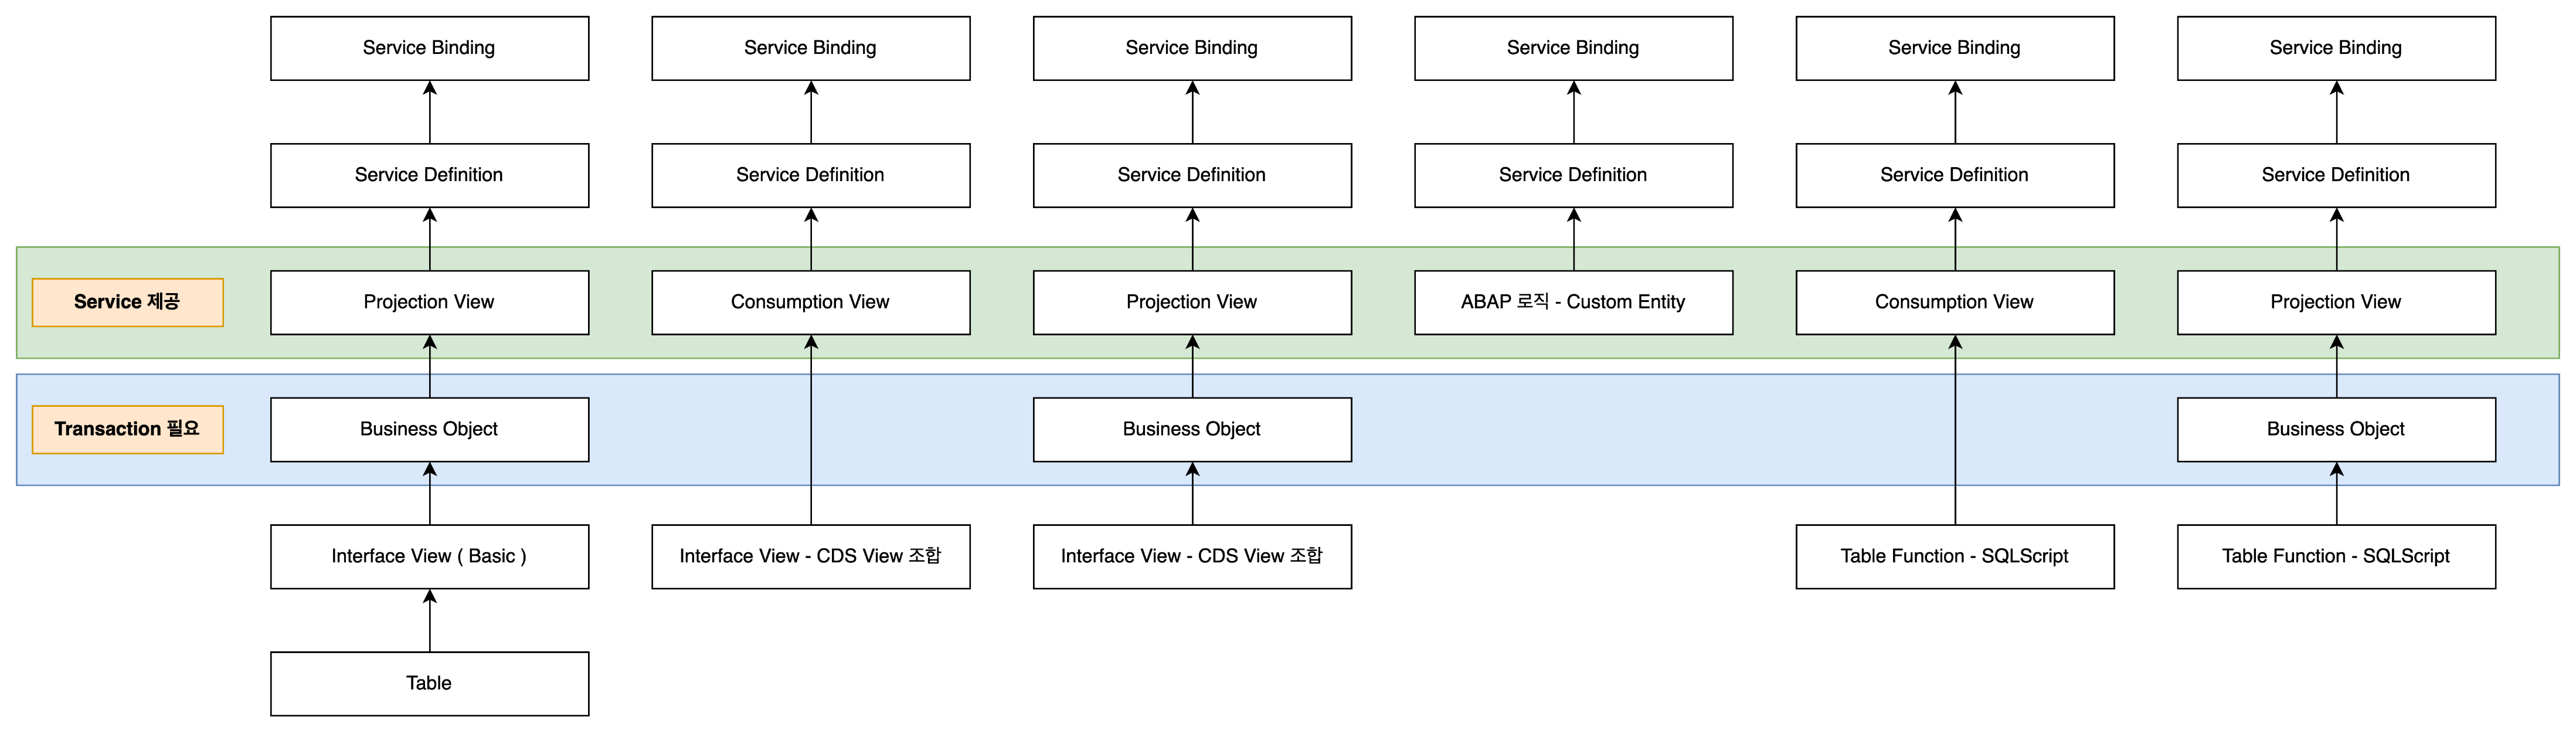 Service Binding
Service Binding
Service Binding
Service Binding
Service Binding
Service Binding
Service Definition
Service Definition
Service Definition
Service Definition
Service Definition
Service Definition
Service 제공
Projection View
Consumption View
Projection View
ABAP 로직 - Custom Entity
Consumption View
Projection View
Transaction 필요
Business Object
Business Object
Business Object
Interface View ( Basic )
Interface View - CDS View 조합
Interface View - CDS View 조합
Table Function - SQLScript
Table Function - SQLScript
Table